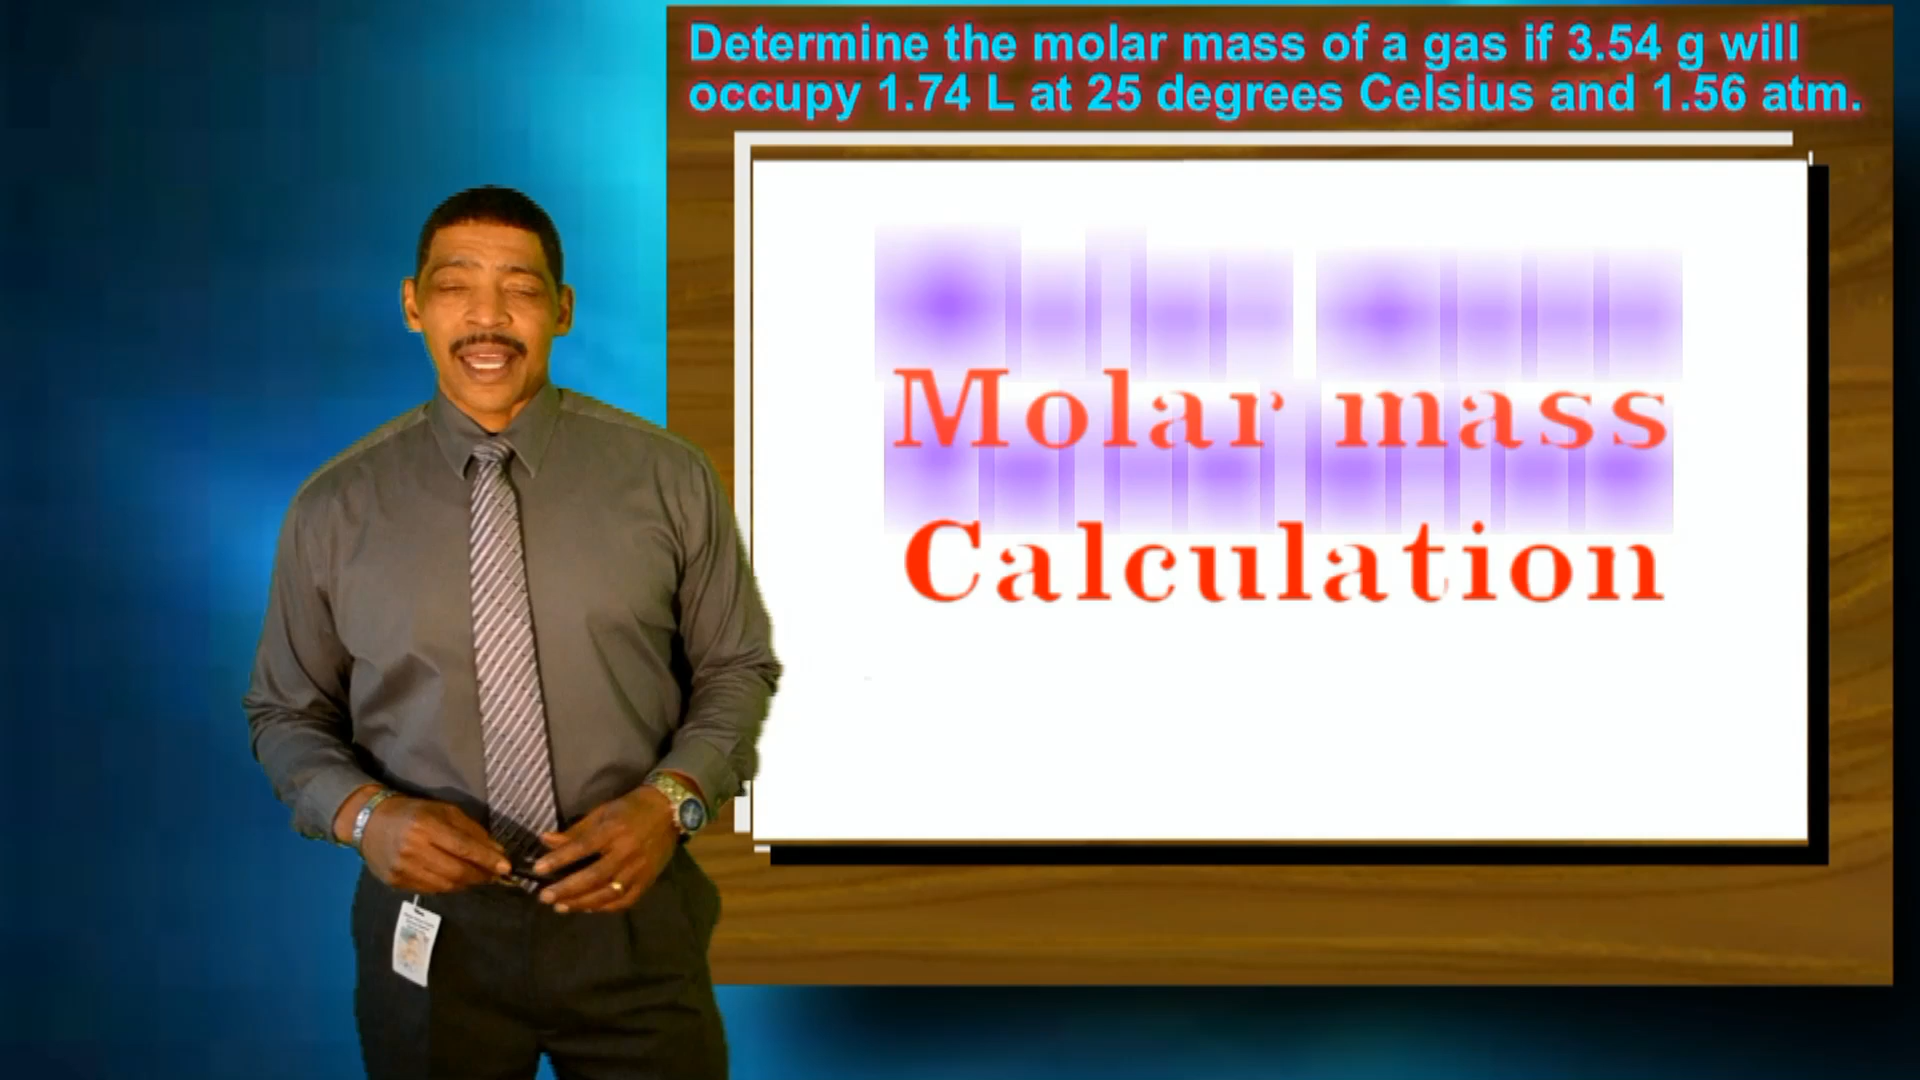 Determine the molar mass of a gas if 3.54 g will
occupy 1.74 L at 25 degrees Celsius and 1.56 atm.
Molar mass
Calculation